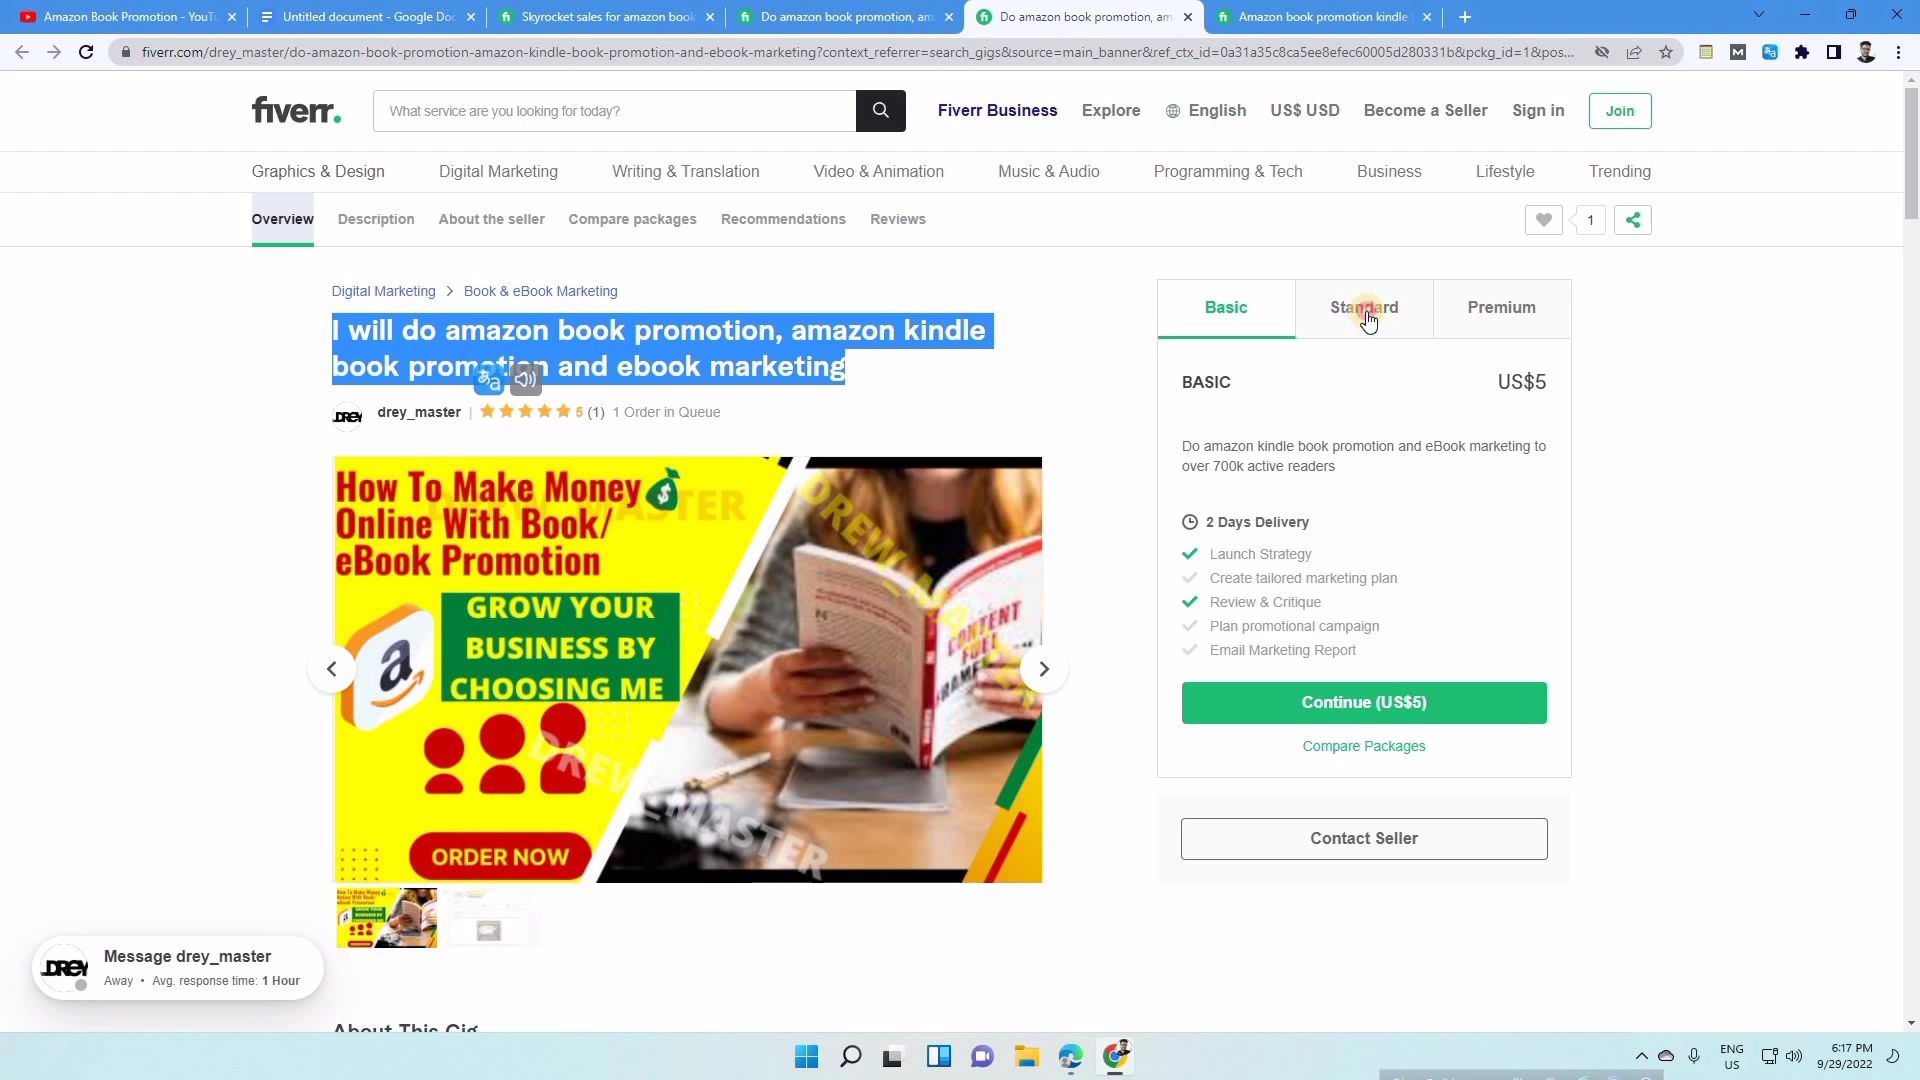 Amazon Book Promotion - YouTu
Untitled document - Google Doc
Skyrocket sales for amazon book
Do amazon book promotion, am
Do amazon book promotion, am
Amazon book promotion kindle
fiverr.com/drey_master/do-amazon-book-promotion-amazon-kindle-book-promotion-and-ebook-marketing?context_referrer=search_gigs&source=main_banner&ref_ctx_id=0a31a35c8ca5ee8efec60005d280331b&pckg_id=1&pos...
fiverr.
What service are you looking for today?
Fiverr Business
Explore
English
US$ USD
Become a Seller
Sign in
Join
Graphics & Design
Digital Marketing
Writing & Translation
Video & Animation
Music & Audio
Programming & Tech
Business
Lifestyle
Trending
Overview
Description
About the seller
Compare packages
Recommendations
Reviews
1
Digital Marketing > Book & eBook Marketing
I will do amazon book promotion, amazon kindle
book promotion and ebook marketing
DREY
drey_master | 5 (1) 1 Order in Queue
How To Make Money
Online With Book/
eBook Promotion
GROW YOUR
BUSINESS BY
CHOOSING ME
ORDER NOW
DREW_MASTER
DREW_MASTER
CONTENT
Basic
Standard
Premium
BASIC
US$5
Do amazon kindle book promotion and eBook marketing to
over 700k active readers
2 Days Delivery
Launch Strategy
Create tailored marketing plan
Review & Critique
Plan promotional campaign
Email Marketing Report
Continue (US$5)
Compare Packages
Contact Seller
DREY
Message drey_master
Away • Avg. response time: 1 Hour
About This Gig
ENG
US
6:17 PM
9/29/2022